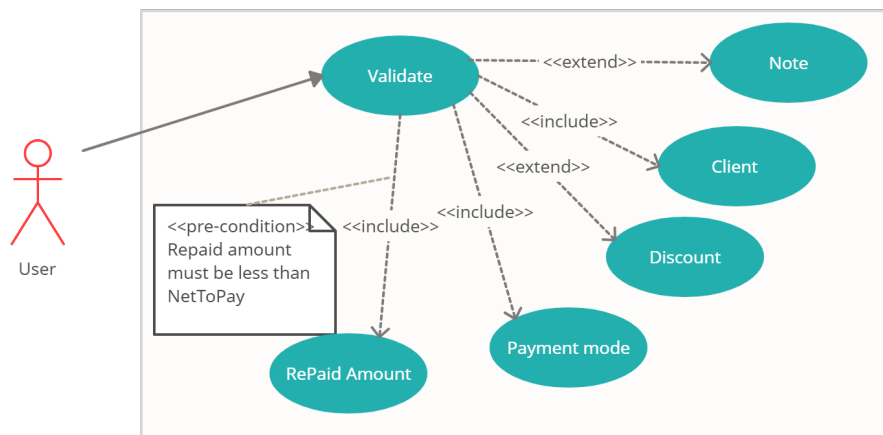 Validate
<<extend>>
Note
<<include>>
Client
<<extend>>
Discount
<<include>>
<<include>>
<<pre-condition>>
Repaid amount
must be less than
NetToPay
User
Payment mode
RePaid Amount